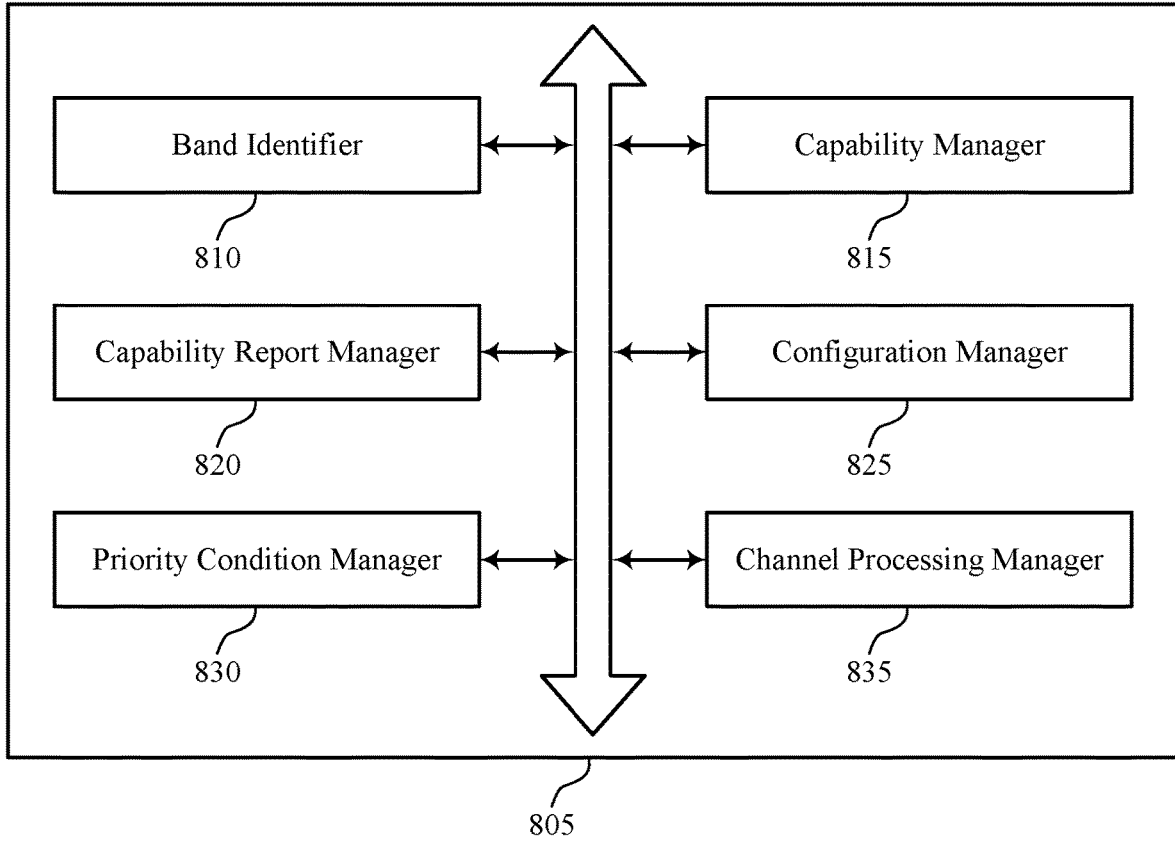 Band Identifier
Capability Manager
810
815
Capability Report Manager
Configuration Manager
820
825
Priority Condition Manager
Channel Processing Manager
830
835
805